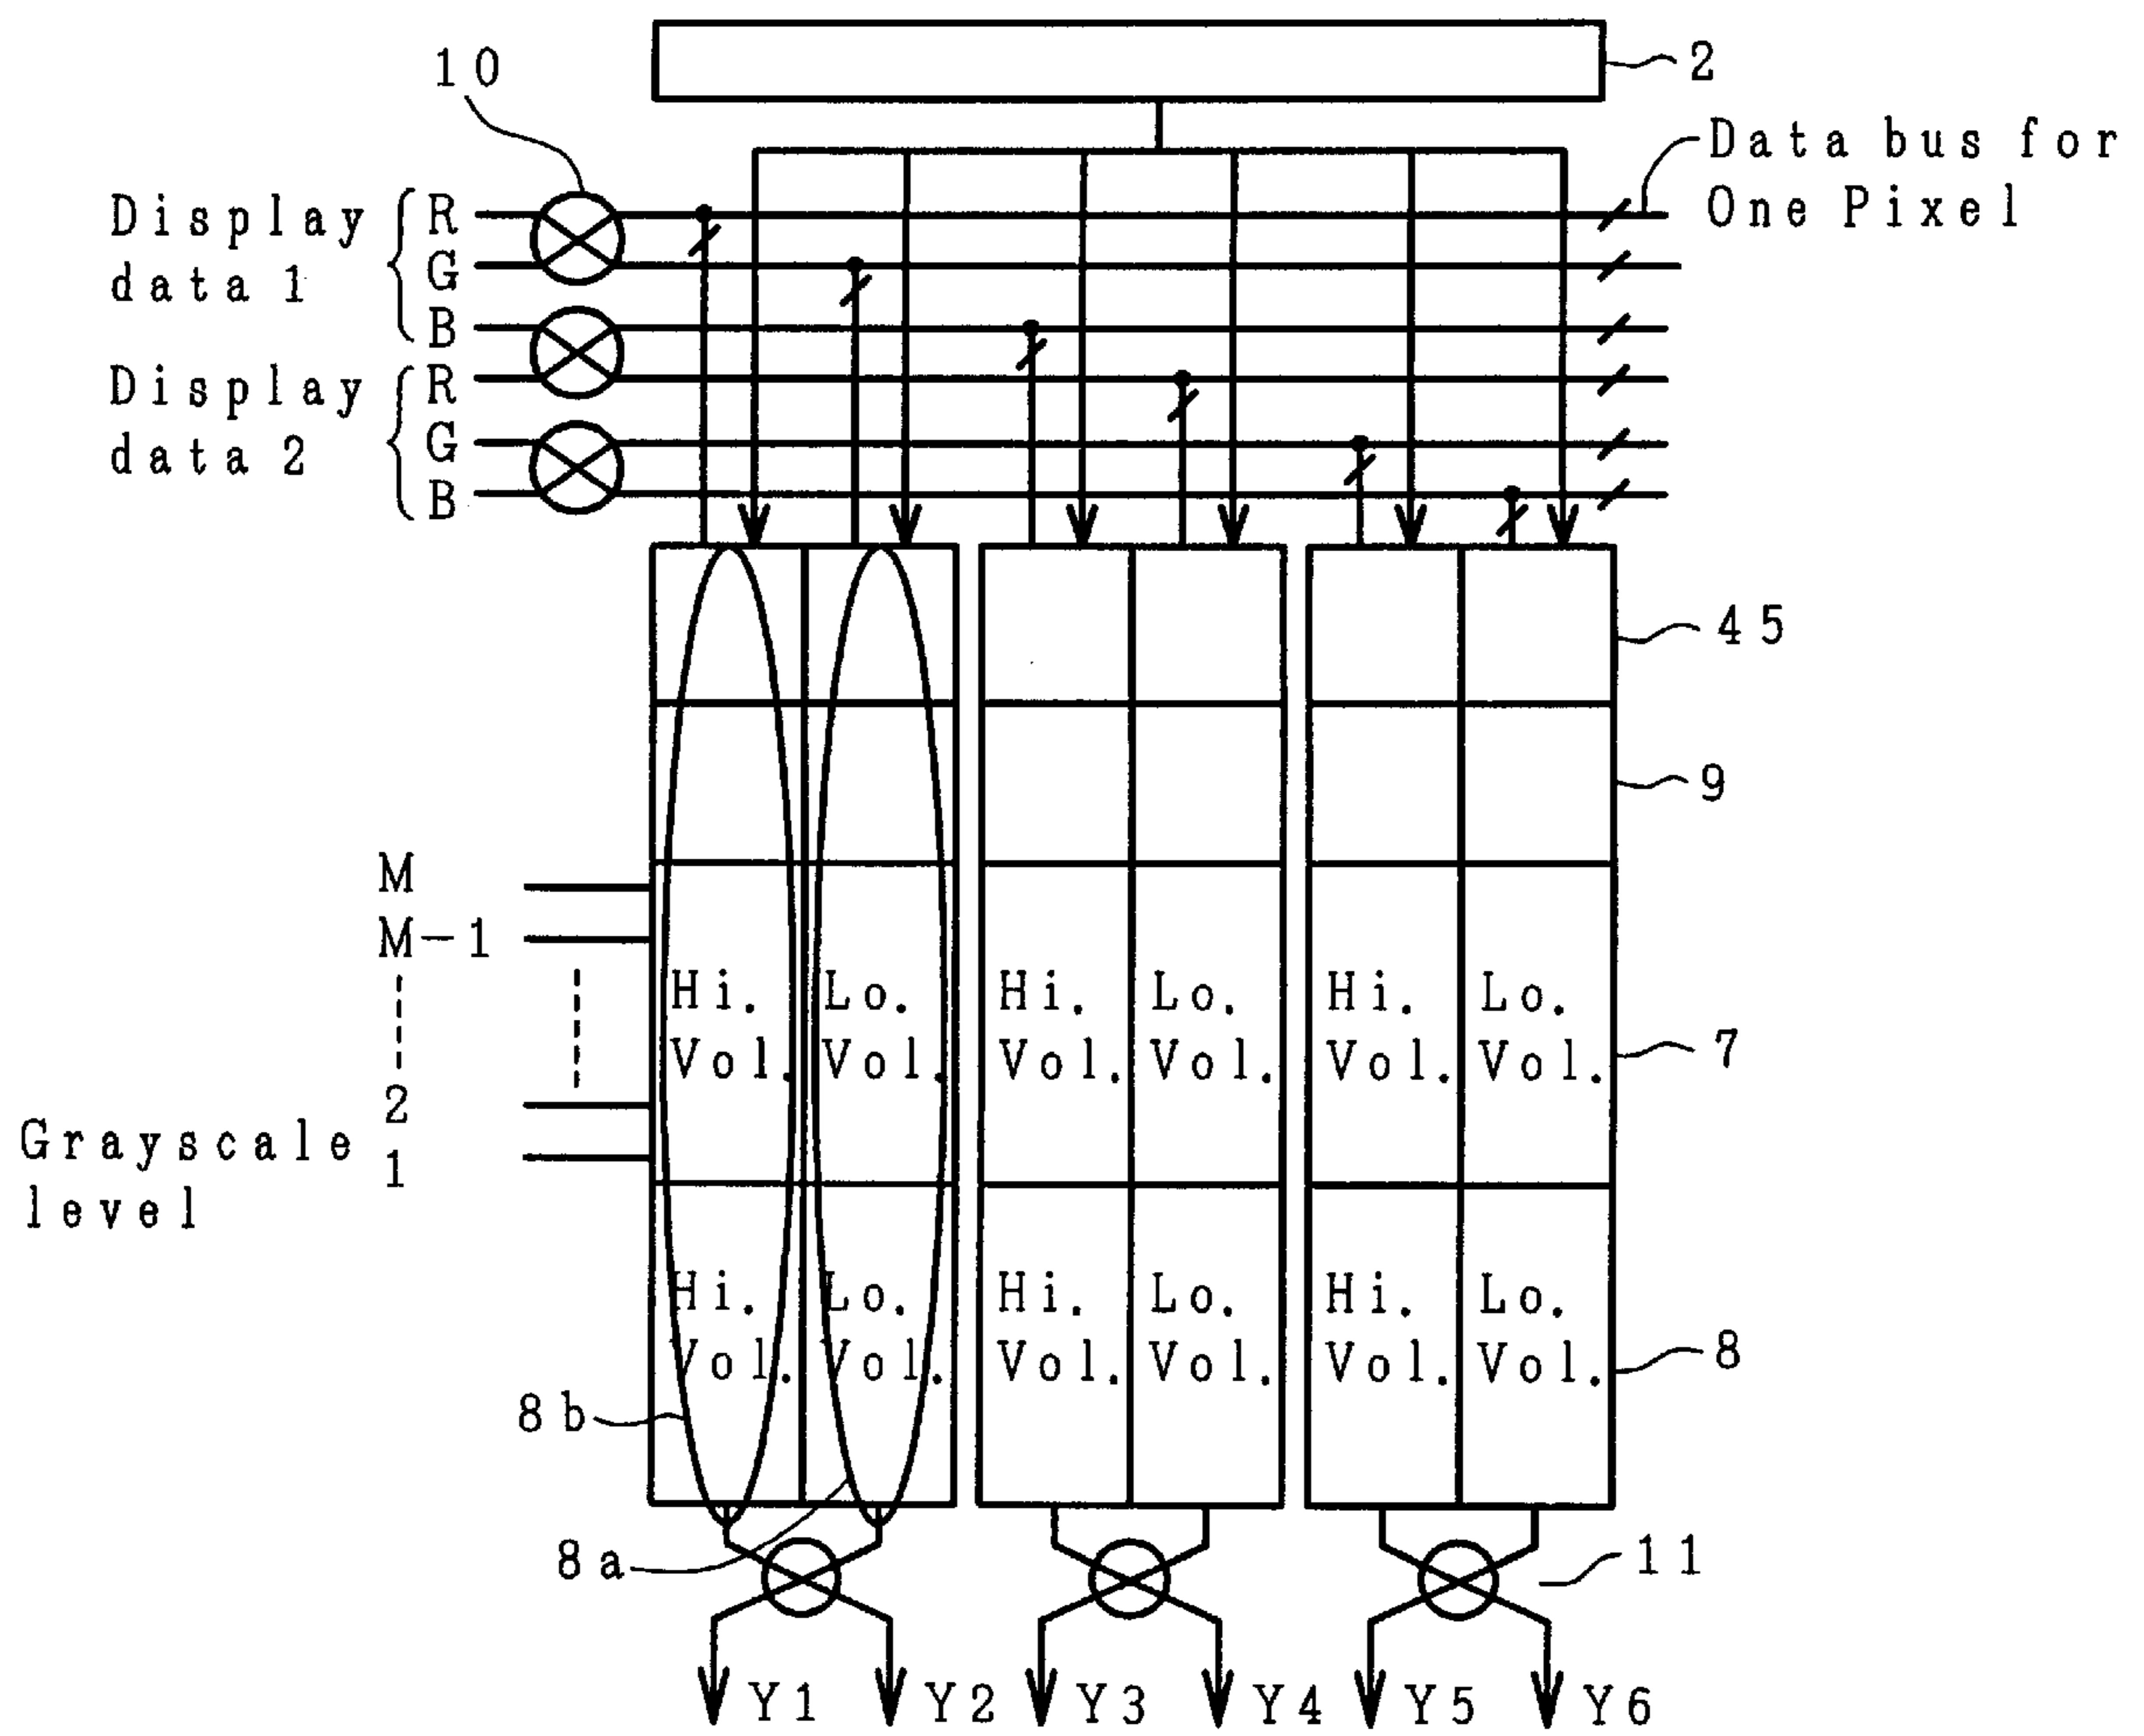 2
10
Data bus for
One Pixel
Display
data 1
R
G
B
Display
data 2
R
G
B
45
9
M
M-1
2
1
Grayscale
level
Hi.
Vol.
Lo.
Vol.
Hi.
Vol.
Lo.
Vol.
Hi.
Vol.
Lo.
Vol.
7
Hi.
Vol.
Lo.
Vol.
Hi.
Vol.
Lo.
Vol.
Hi.
Vol.
Lo.
Vol.
8
8b
8a
11
Y1
Y2
Y3
Y4
Y5
Y6